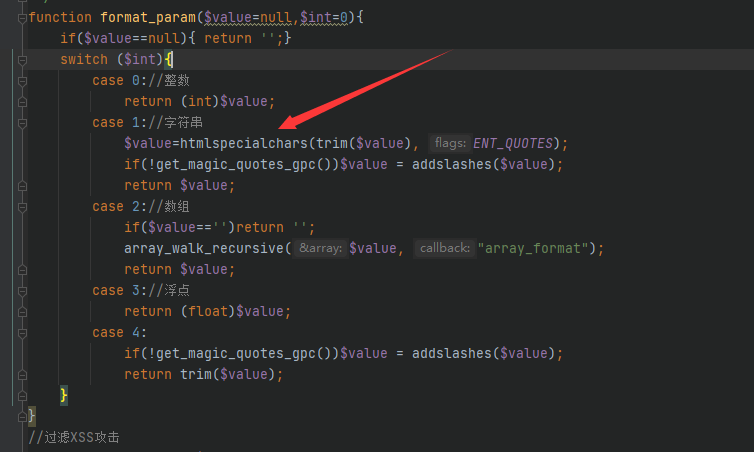 function format_param($value=null,$int=0){
if($value==null){ return '';}
switch ($int){
case 0://整数
return (int)$value;
case 1://字符串
$value=htmlspecialchars(trim($value), flags: ENT_QUOTES);
if(!get_magic_quotes_gpc())$value = addslashes($value);
return $value;
case 2://数组
if($value=='')return '';
array_walk_recursive( &array: $value, callback: "array_format");
return $value;
case 3://浮点
return (float)$value;
case 4:
if(!get_magic_quotes_gpc())$value = addslashes($value);
return trim($value);
}
}
//过滤XSS攻击